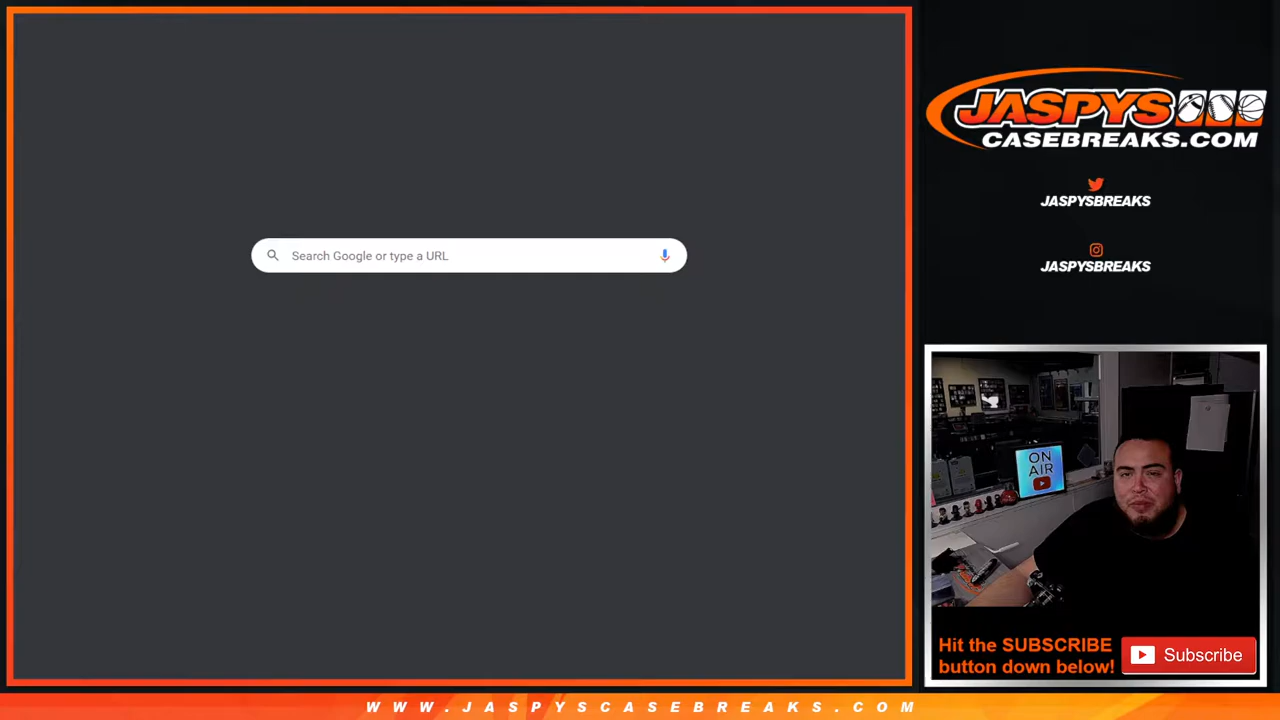 Search Google or type a URL
JASPYS
CASEBREAKS.COM
JASPYSBREAKS
JASPYSBREAKS
ON
AIR
Hit the SUBSCRIBE
button down below!
Subscribe
WWW.JASPYSCASEBREAKS.COM